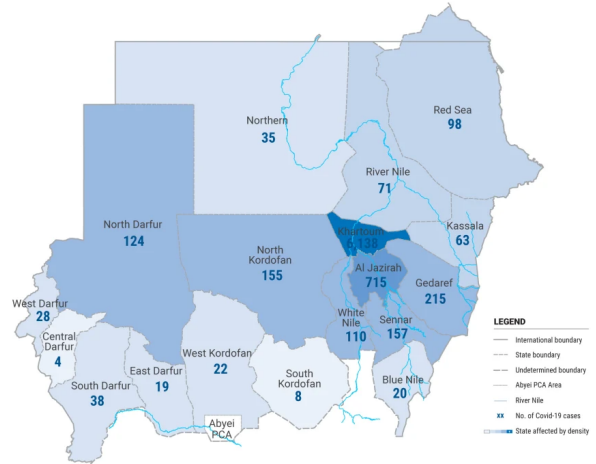 Northern
35
Red Sea
98
River Nile
71
North Darfur
124
Khartoum
6,138
Kassala
63
North
Kordofan
155
Al Jazirah
715
Gedaref
215
West Darfur
28
White
Nile
110
Sennar
157
Central
Darfur
4
South Darfur
38
East Darfur
19
West Kordofan
22
South
Kordofan
8
Blue Nile
20
Abyei
PCA
LEGEND
International boundary
State boundary
Undetermined boundary
Abyei PCA Area
River Nile
XX No. of Covid-19 cases
State affected by density